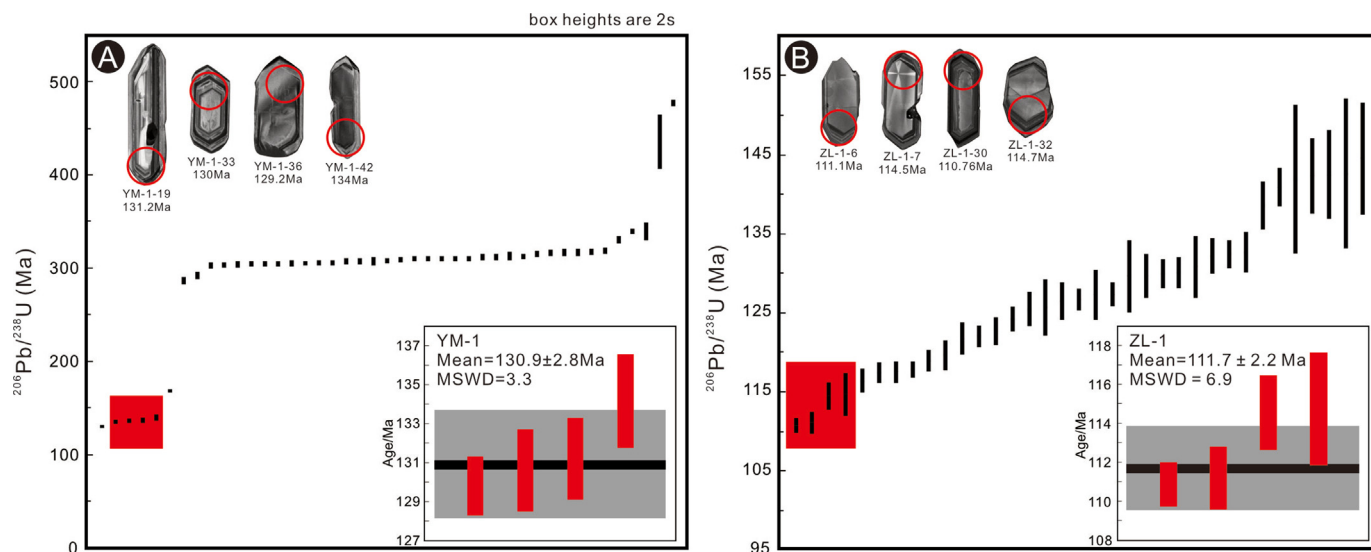 box heights are 2s
A
500
400
300
200
100
0
²⁰⁶Pb/²³⁸U (Ma)
YM-1-19
131.2Ma
YM-1-33
130Ma
YM-1-36
129.2Ma
YM-1-42
134Ma
YM-1
Mean=130.9±2.8Ma
MSWD=3.3
137
135
133
131
129
127
Age/Ma
B
155
145
135
125
115
105
95
²⁰⁶Pb/²³⁸U (Ma)
ZL-1-6
111.1Ma
ZL-1-7
114.5Ma
ZL-1-30
110.76Ma
ZL-1-32
114.7Ma
ZL-1
Mean=111.7 ± 2.2 Ma
MSWD = 6.9
118
116
114
112
110
108
Age/Ma